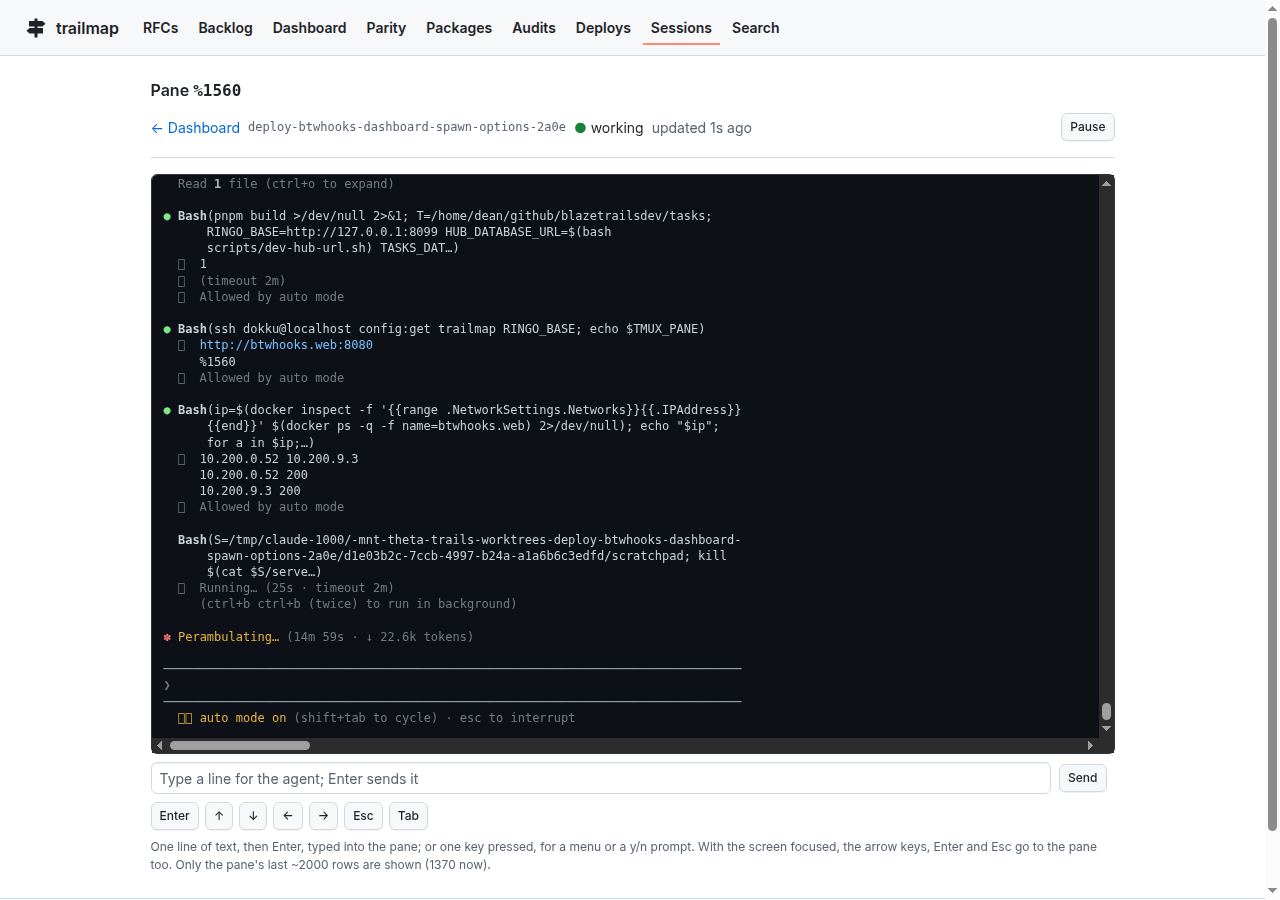 trailmap RFCs Backlog Dashboard Parity Packages Audits Deploys Sessions Search
Pane %1560
← Dashboard deploy-btwhooks-dashboard-spawn-options-2a0e working updated 1s ago Pause
Read 1 file (ctrl+o to expand)
● Bash(pnpm build >/dev/null 2>&1; T=/home/dean/github/blazetrailsdev/tasks;
RINGO_BASE=http://127.0.0.1:8099 HUB_DATABASE_URL=$(bash
scripts/dev-hub-url.sh) TASKS_DAT…)
1
(timeout 2m)
Allowed by auto mode
● Bash(ssh dokku@localhost config:get trailmap RINGO_BASE; echo $TMUX_PANE)
http://btwhooks.web:8080
%1560
Allowed by auto mode
● Bash(ip=$(docker inspect -f '{{range .NetworkSettings.Networks}}{{.IPAddress}}
{{end}}' $(docker ps -q -f name=btwhooks.web) 2>/dev/null); echo "$ip";
for a in $ip;…)
10.200.0.52 10.200.9.3
10.200.0.52 200
10.200.9.3 200
Allowed by auto mode
Bash(S=/tmp/claude-1000/-mnt-theta-trails-worktrees-deploy-btwhooks-dashboard-
spawn-options-2a0e/d1e03b2c-7ccb-4997-b24a-a1a6b6c3edfd/scratchpad; kill
$(cat $S/serve…)
Running… (25s · timeout 2m)
(ctrl+b ctrl+b (twice) to run in background)
✽ Perambulating… (14m 59s · ↓ 22.6k tokens)
❯
auto mode on (shift+tab to cycle) · esc to interrupt
Type a line for the agent; Enter sends it Send
Enter ↑ ↓ ← → Esc Tab
One line of text, then Enter, typed into the pane; or one key pressed, for a menu or a y/n prompt. With the screen focused, the arrow keys, Enter and Esc go to the pane
too. Only the pane's last ~2000 rows are shown (1370 now).